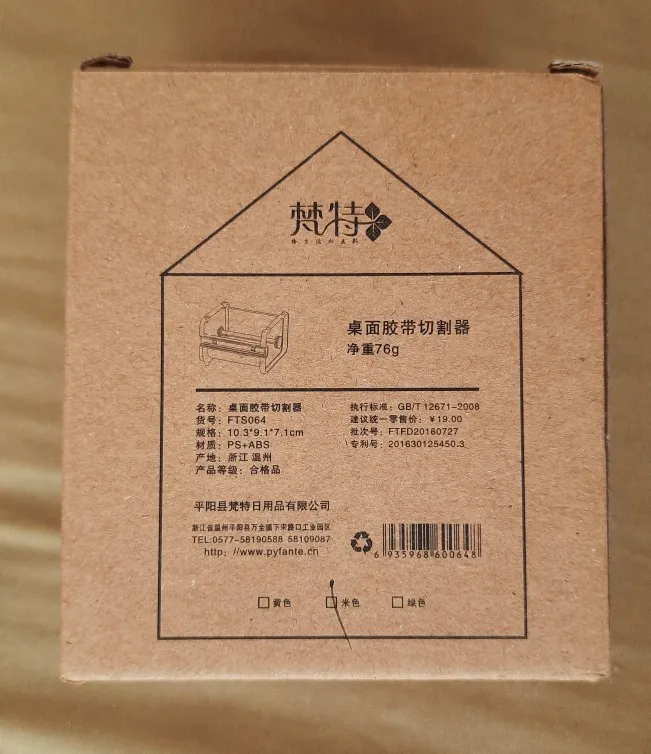 梵特
桌面胶带切割器
净重76g
名称：桌面胶带切割器
货号：FTS064
规格：10.3*9.1*7.1cm
材质：PS+ABS
产地：浙江 温州
产品等级：合格品
执行标准：GB/T 12671-2008
建议统一零售价：￥19.00
批次号：FTFD20160727
专利号：201630125450.3
平阳县梵特日用品有限公司
浙江省温州平阳县万全镇下宋路口工业园区
TEL:0577-58190588 58109087
http：//www.pyfante.cn
6 935968 600648
黄色 米色 绿色